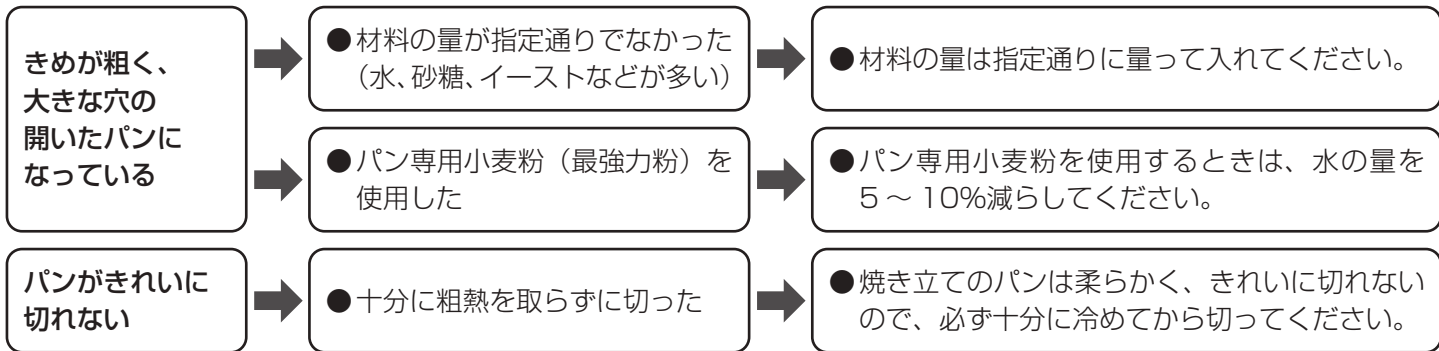 きめが粗く、
大きな穴の
開いたパンに
なっている
●材料の量が指定通りでなかった
（水、砂糖、イーストなどが多い）
●材料の量は指定通りに量って入れてください。
●パン専用小麦粉（最強力粉）を
使用した
●パン専用小麦粉を使用するときは、水の量を
5～10%減らしてください。
パンがきれいに
切れない
●十分に粗熱を取らずに切った
●焼き立てのパンは柔らかく、きれいに切れない
ので、必ず十分に冷めてから切ってください。